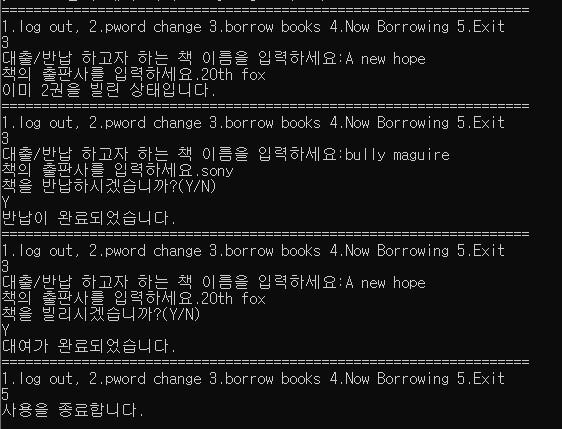 ==================================================================
1.log out, 2.pword change 3.borrow books 4.Now Borrowing 5.Exit
3
대출/반납 하고자 하는 책 이름을 입력하세요:A new hope
책의 출판사를 입력하세요.20th fox
이미 2권을 빌린 상태입니다.
==================================================================
1.log out, 2.pword change 3.borrow books 4.Now Borrowing 5.Exit
3
대출/반납 하고자 하는 책 이름을 입력하세요:bully maguire
책의 출판사를 입력하세요.sony
책을 반납하시겠습니까?(Y/N)
Y
반납이 완료되었습니다.
==================================================================
1.log out, 2.pword change 3.borrow books 4.Now Borrowing 5.Exit
3
대출/반납 하고자 하는 책 이름을 입력하세요:A new hope
책의 출판사를 입력하세요.20th fox
책을 빌리시겠습니까?(Y/N)
Y
대여가 완료되었습니다.
==================================================================
1.log out, 2.pword change 3.borrow books 4.Now Borrowing 5.Exit
5
사용을 종료합니다.